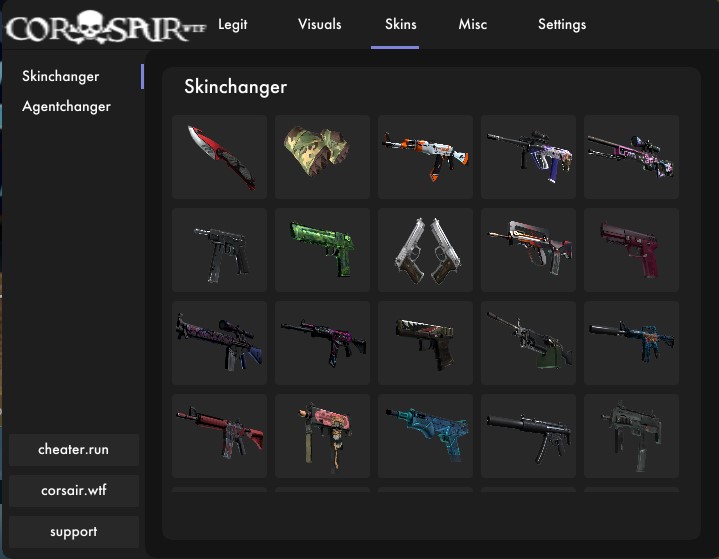 CORSAIR WTF
Legit Visuals Skins Misc Settings
Skinchanger
Agentchanger
Skinchanger
cheater.run
corsair.wtf
support